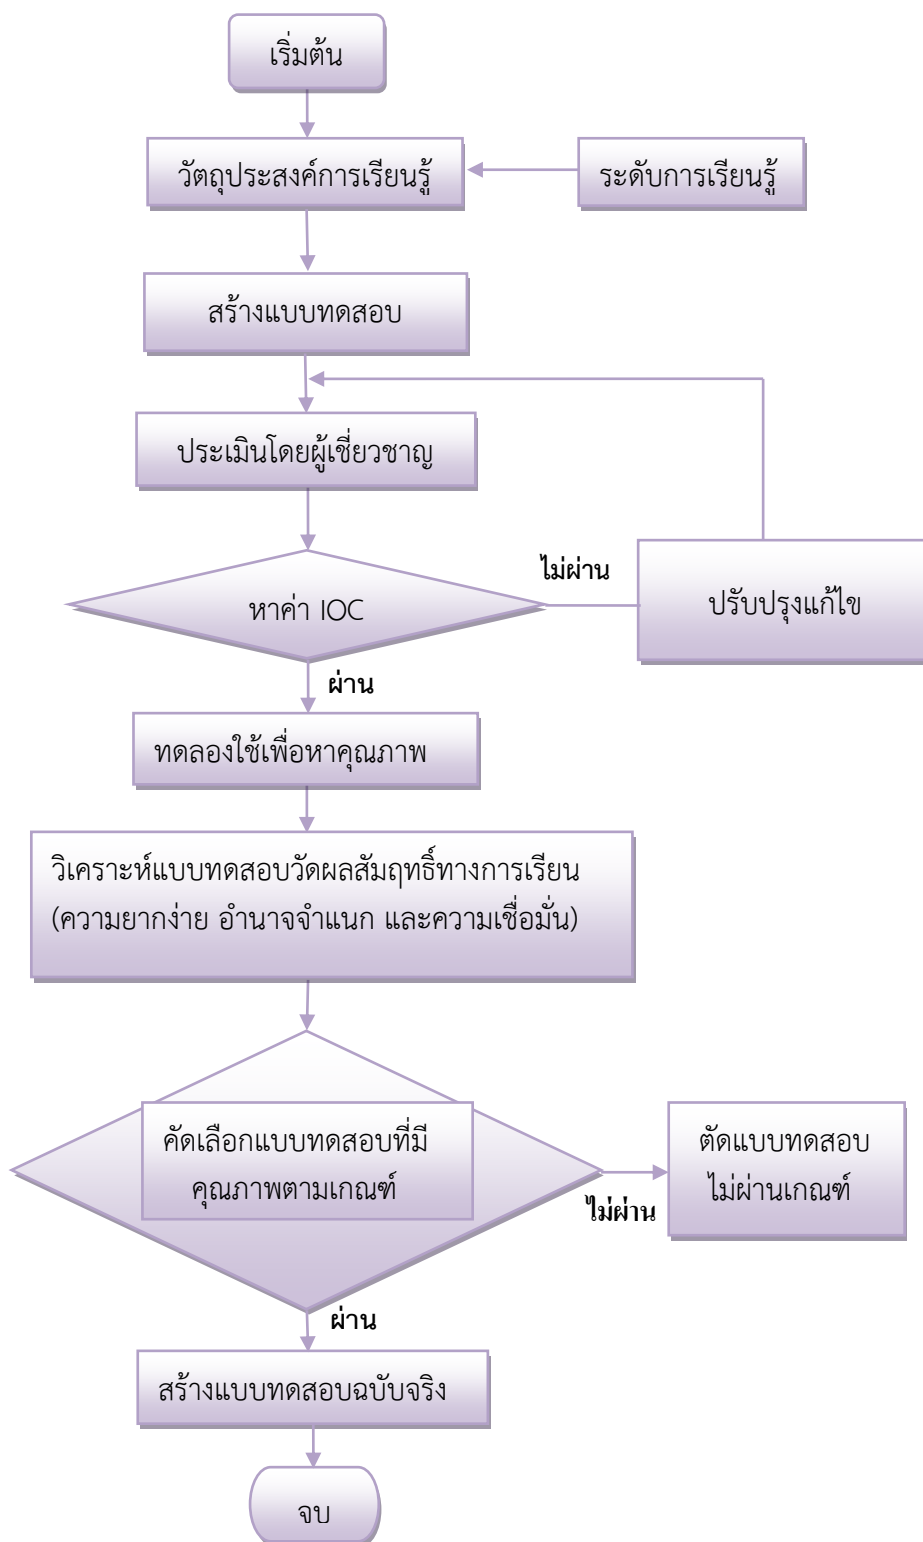 เริ่มต้น
วัตถุประสงค์การเรียนรู้
ระดับการเรียนรู้
สร้างแบบทดสอบ
ประเมินโดยผู้เชี่ยวชาญ
หาค่า IOC
ไม่ผ่าน
ปรับปรุงแก้ไข
ผ่าน
ทดลองใช้เพื่อหาคุณภาพ
วิเคราะห์แบบทดสอบวัดผลสัมฤทธิ์ทางการเรียน
(ความยากง่าย อำนาจจำแนก และความเชื่อมั่น)
คัดเลือกแบบทดสอบที่มี
คุณภาพตามเกณฑ์
ไม่ผ่าน
ตัดแบบทดสอบ
ไม่ผ่านเกณฑ์
ผ่าน
สร้างแบบทดสอบฉบับจริง
จบ